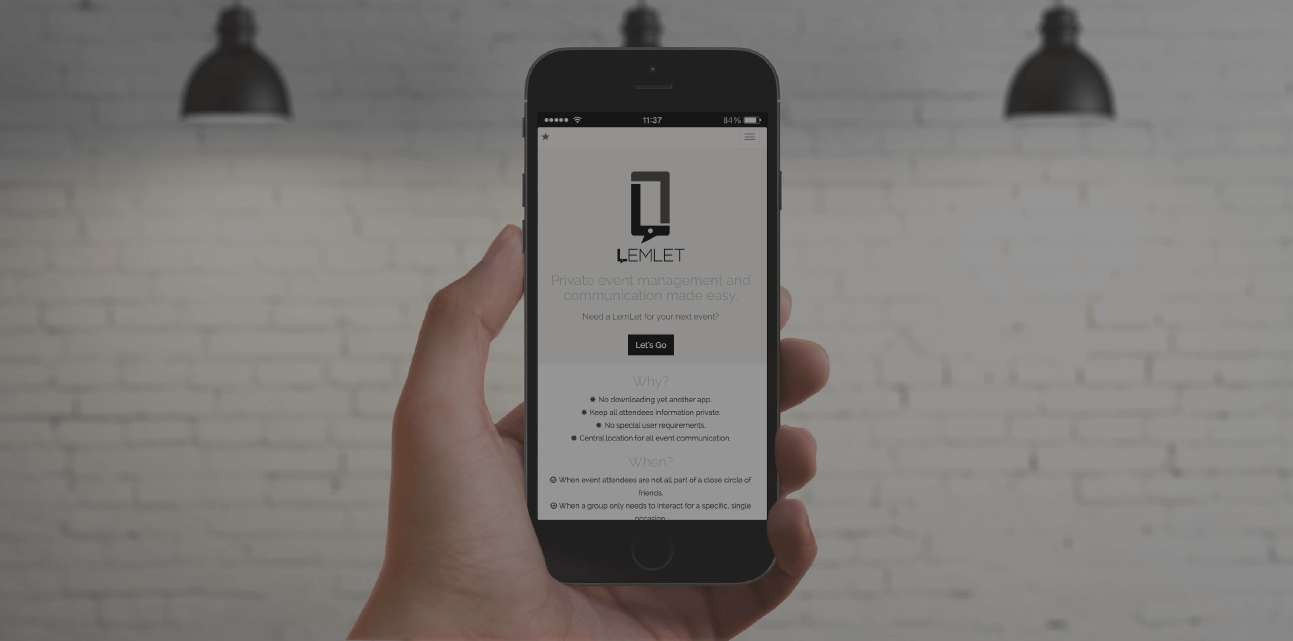 11:37 84%
LEMLET
Private event management and
communication made easy.
Need a LemLet for your next event?
Let's Go
Why?
No downloading yet another app.
Keep all attendees information private.
No special user requirements.
Central location for all event communication.
When?
When event attendees are not all part of a close circle of
friends.
When a group only needs to interact for a specific, single
occasion